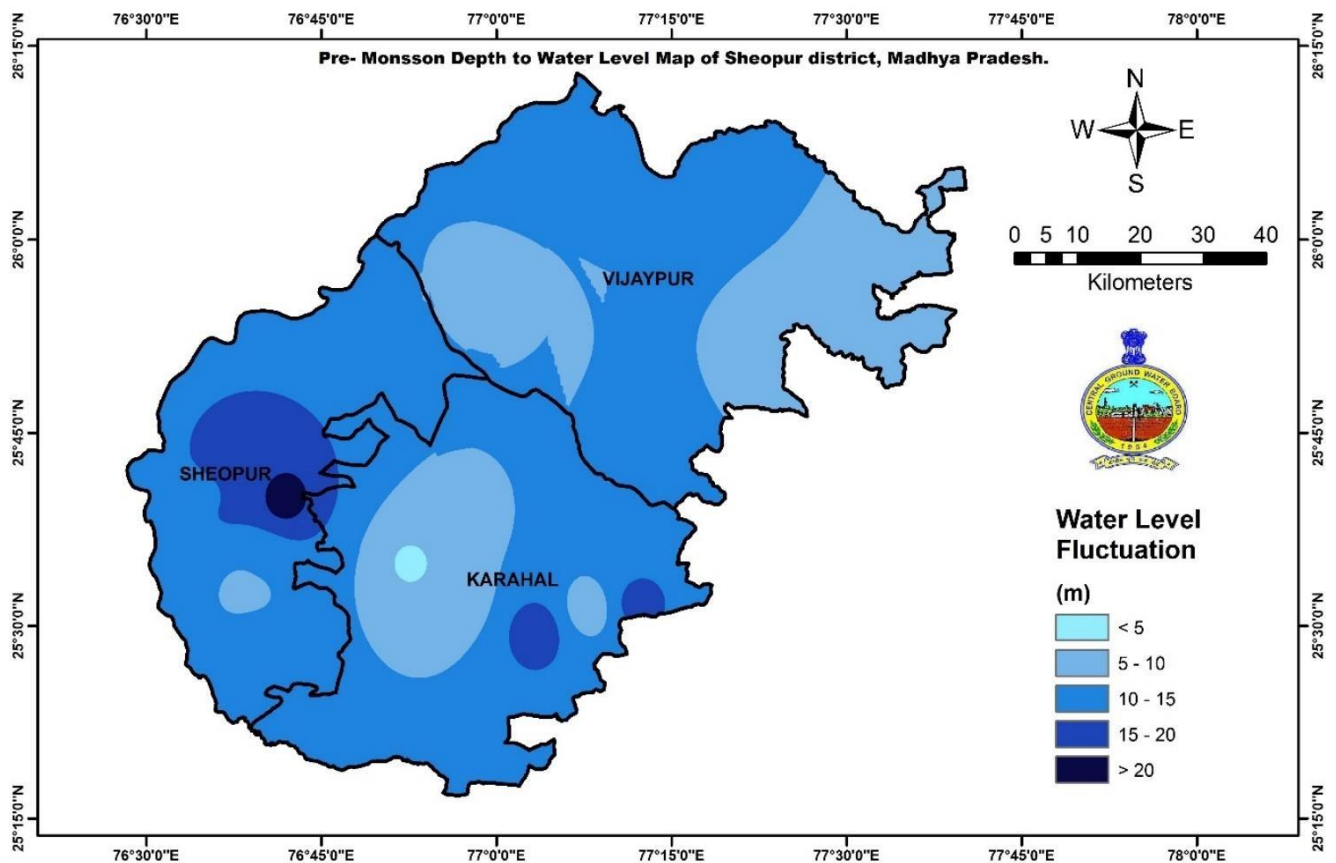 76°30'0"E 76°45'0"E 77°0'0"E 77°15'0"E 77°30'0"E 77°45'0"E 78°0'0"E
26°15'0"N
26°15'0"N
Pre- Monsson Depth to Water Level Map of Sheopur district, Madhya Pradesh.
N
W E
S
26°0'0"N
26°0'0"N
0 5 10 20 30 40
Kilometers
VIJAYPUR
CENTRAL GROUND WATER BOARD
1954
25°45'0"N
25°45'0"N
SHEOPUR
KARAHAL
Water Level
Fluctuation
(m)
< 5
5 - 10
10 - 15
15 - 20
> 20
25°30'0"N
25°30'0"N
25°15'0"N
25°15'0"N
76°30'0"E 76°45'0"E 77°0'0"E 77°15'0"E 77°30'0"E 77°45'0"E 78°0'0"E